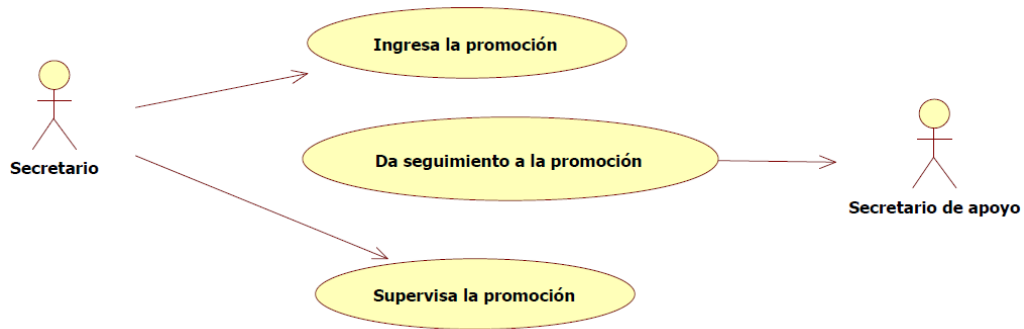 Ingresa la promoción
Secretario
Da seguimiento a la promoción
Secretario de apoyo
Supervisa la promoción